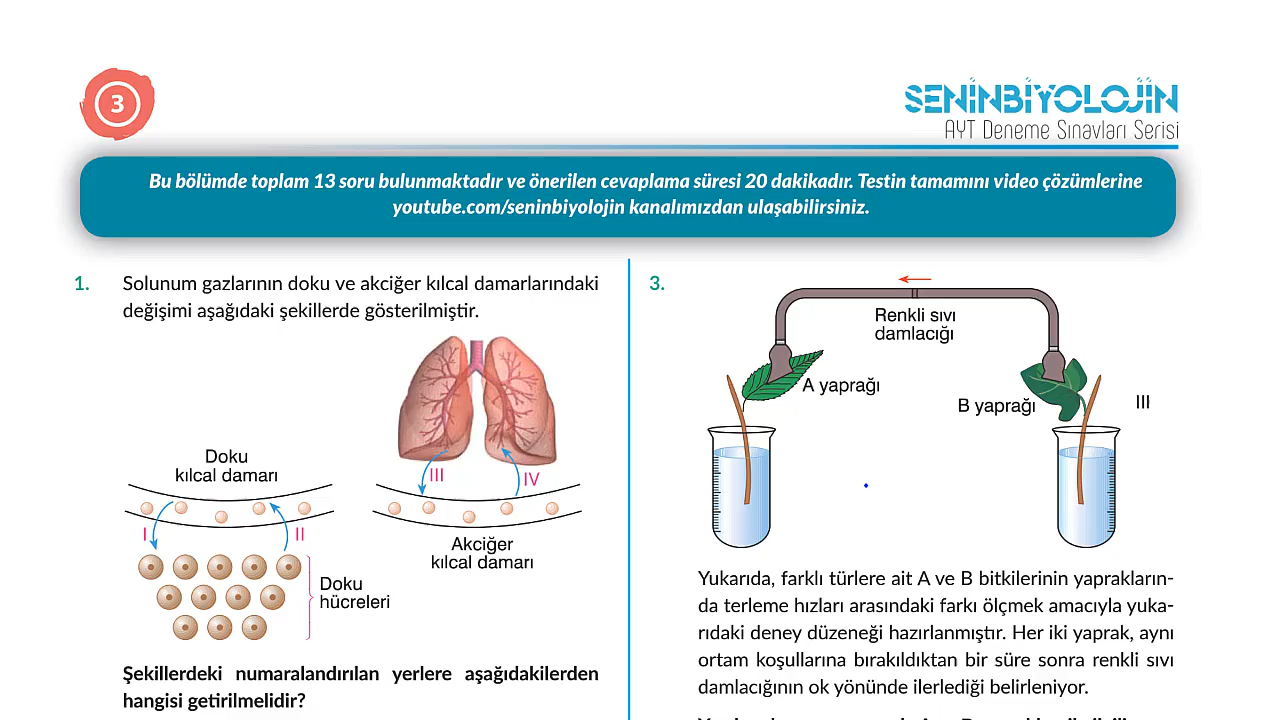 3
SENİNBİYOLOJİN
AYT Deneme Sınavları Serisi
Bu bölümde toplam 13 soru bulunmaktadır ve önerilen cevaplama süresi 20 dakikadır. Testin tamamını video çözümlerine
youtube.com/seninbiyolojin kanalımızdan ulaşabilirsiniz.
1.
Solunum gazlarının doku ve akciğer kılcal damarlarındaki
değişimi aşağıdaki şekillerde gösterilmiştir.
Doku
kılcal damarı
I
II
III
IV
Akciğer
kılcal damarı
Doku
hücreleri
Şekillerdeki numaralandırılan yerlere aşağıdakilerden
hangisi getirilmelidir?
3.
Renkli sıvı
damlacığı
A yaprağı
B yaprağı
III
Yukarıda, farklı türlere ait A ve B bitkilerinin yaprakların-
da terleme hızları arasındaki farkı ölçmek amacıyla yuka-
rıdaki deney düzeneği hazırlanmıştır. Her iki yaprak, aynı
ortam koşullarına bırakıldıktan bir süre sonra renkli sıvı
damlacığının ok yönünde ilerlediği belirleniyor.